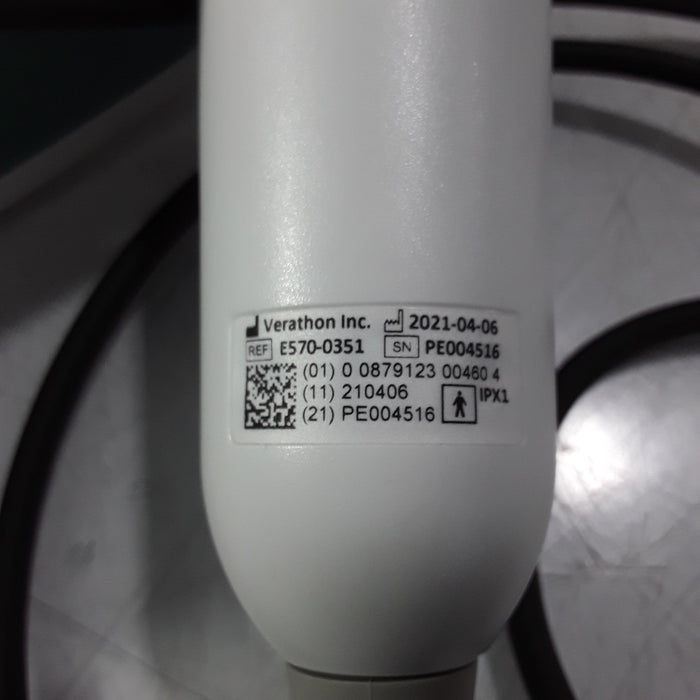 Verathon Inc. 2021-04-06
REF E570-0351 SN PE004516
(01) 0 0879123 00460 4
(11) 210406 IPX1
(21) PE004516